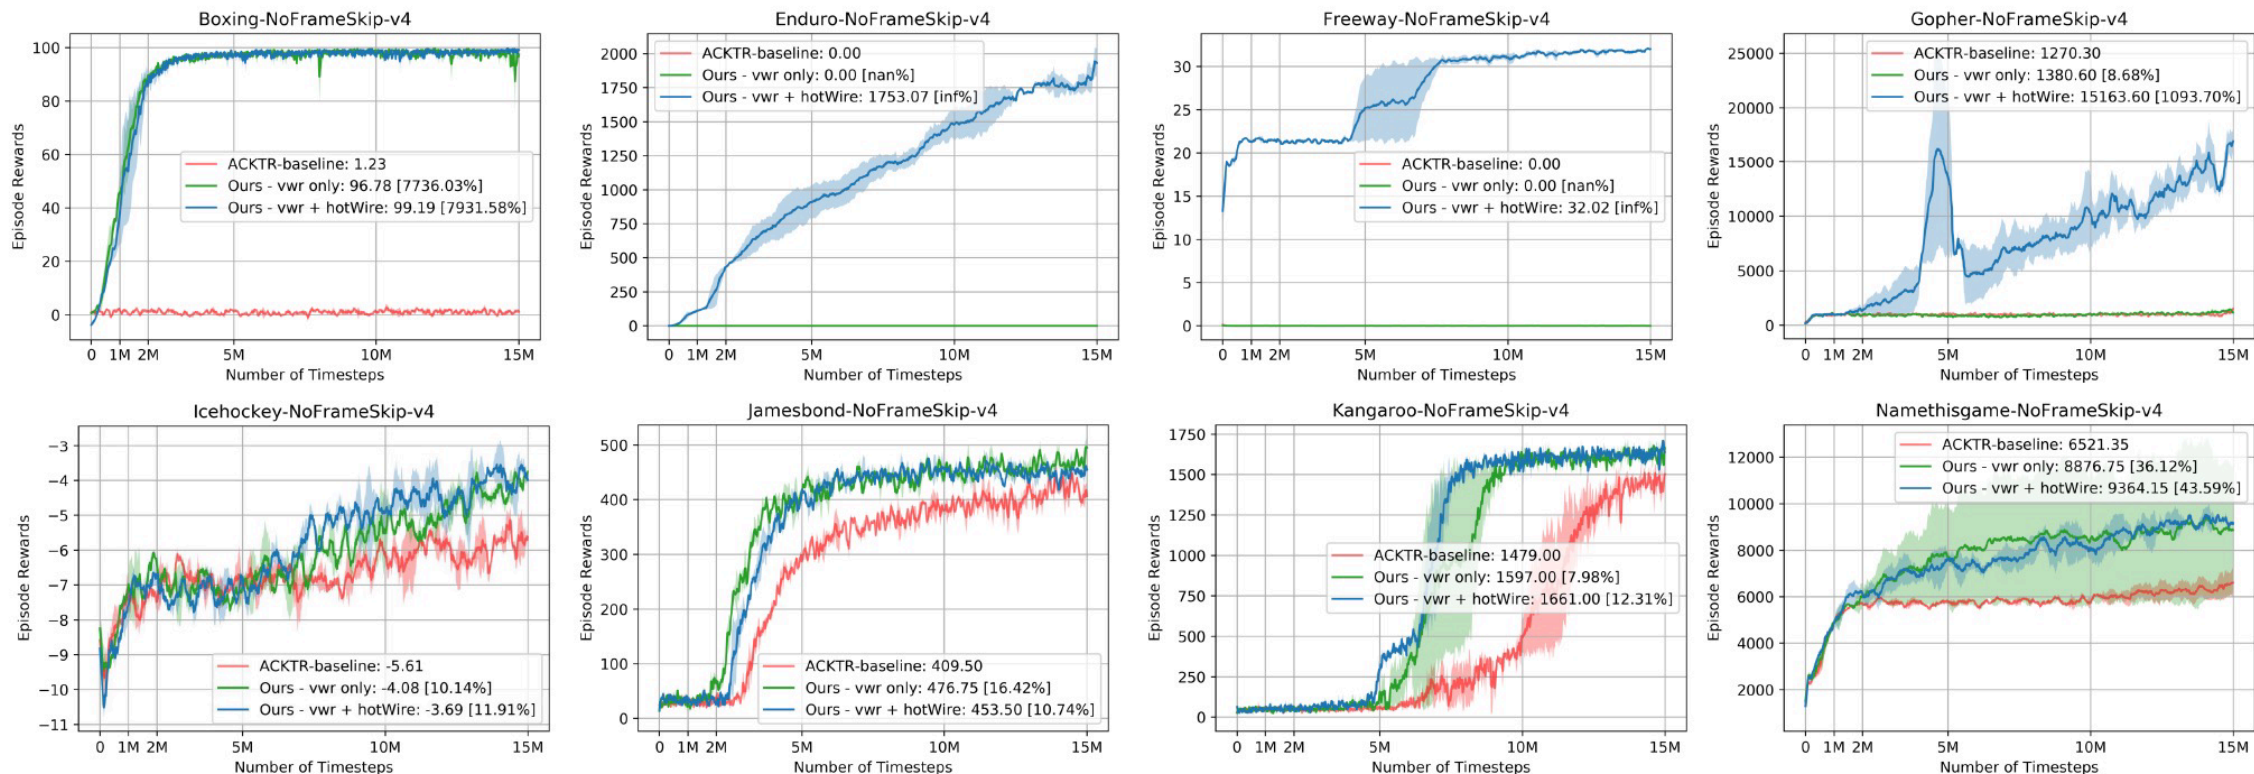 Boxing-NoFrameSkip-v4
Episode Rewards
100
80
60
40
20
0
ACKTR-baseline: 1.23
Ours - vwr only: 96.78 [7736.03%]
Ours - vwr + hotWire: 99.19 [7931.58%]
0 1M 2M 5M 10M 15M
Number of Timesteps
Enduro-NoFrameSkip-v4
Episode Rewards
2000
1750
1500
1250
1000
750
500
250
0
ACKTR-baseline: 0.00
Ours - vwr only: 0.00 [nan%]
Ours - vwr + hotWire: 1753.07 [inf%]
0 1M 2M 5M 10M 15M
Number of Timesteps
Freeway-NoFrameSkip-v4
Episode Rewards
30
25
20
15
10
5
0
ACKTR-baseline: 0.00
Ours - vwr only: 0.00 [nan%]
Ours - vwr + hotWire: 32.02 [inf%]
0 1M 2M 5M 10M 15M
Number of Timesteps
Gopher-NoFrameSkip-v4
Episode Rewards
25000
20000
15000
10000
5000
0
ACKTR-baseline: 1270.30
Ours - vwr only: 1380.60 [8.68%]
Ours - vwr + hotWire: 15163.60 [1093.70%]
0 1M 2M 5M 10M 15M
Number of Timesteps
Icehockey-NoFrameSkip-v4
Episode Rewards
−3
−4
−5
−6
−7
−8
−9
−10
−11
ACKTR-baseline: -5.61
Ours - vwr only: -4.08 [10.14%]
Ours - vwr + hotWire: -3.69 [11.91%]
0 1M 2M 5M 10M 15M
Number of Timesteps
Jamesbond-NoFrameSkip-v4
Episode Rewards
500
400
300
200
100
0
ACKTR-baseline: 409.50
Ours - vwr only: 476.75 [16.42%]
Ours - vwr + hotWire: 453.50 [10.74%]
0 1M 2M 5M 10M 15M
Number of Timesteps
Kangaroo-NoFrameSkip-v4
Episode Rewards
1750
1500
1250
1000
750
500
250
0
ACKTR-baseline: 1479.00
Ours - vwr only: 1597.00 [7.98%]
Ours - vwr + hotWire: 1661.00 [12.31%]
0 1M 2M 5M 10M 15M
Number of Timesteps
Namethisgame-NoFrameSkip-v4
Episode Rewards
12000
10000
8000
6000
4000
2000
ACKTR-baseline: 6521.35
Ours - vwr only: 8876.75 [36.12%]
Ours - vwr + hotWire: 9364.15 [43.59%]
0 1M 2M 5M 10M 15M
Number of Timesteps